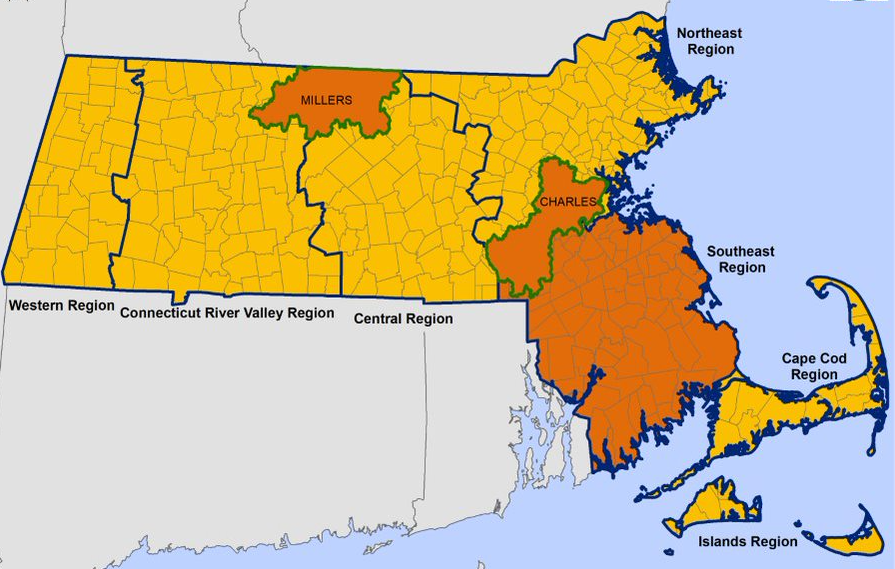 Northeast
Region
MILLERS
CHARLES
Southeast
Region
Western Region
Connecticut River Valley Region
Central Region
Cape Cod
Region
Islands Region